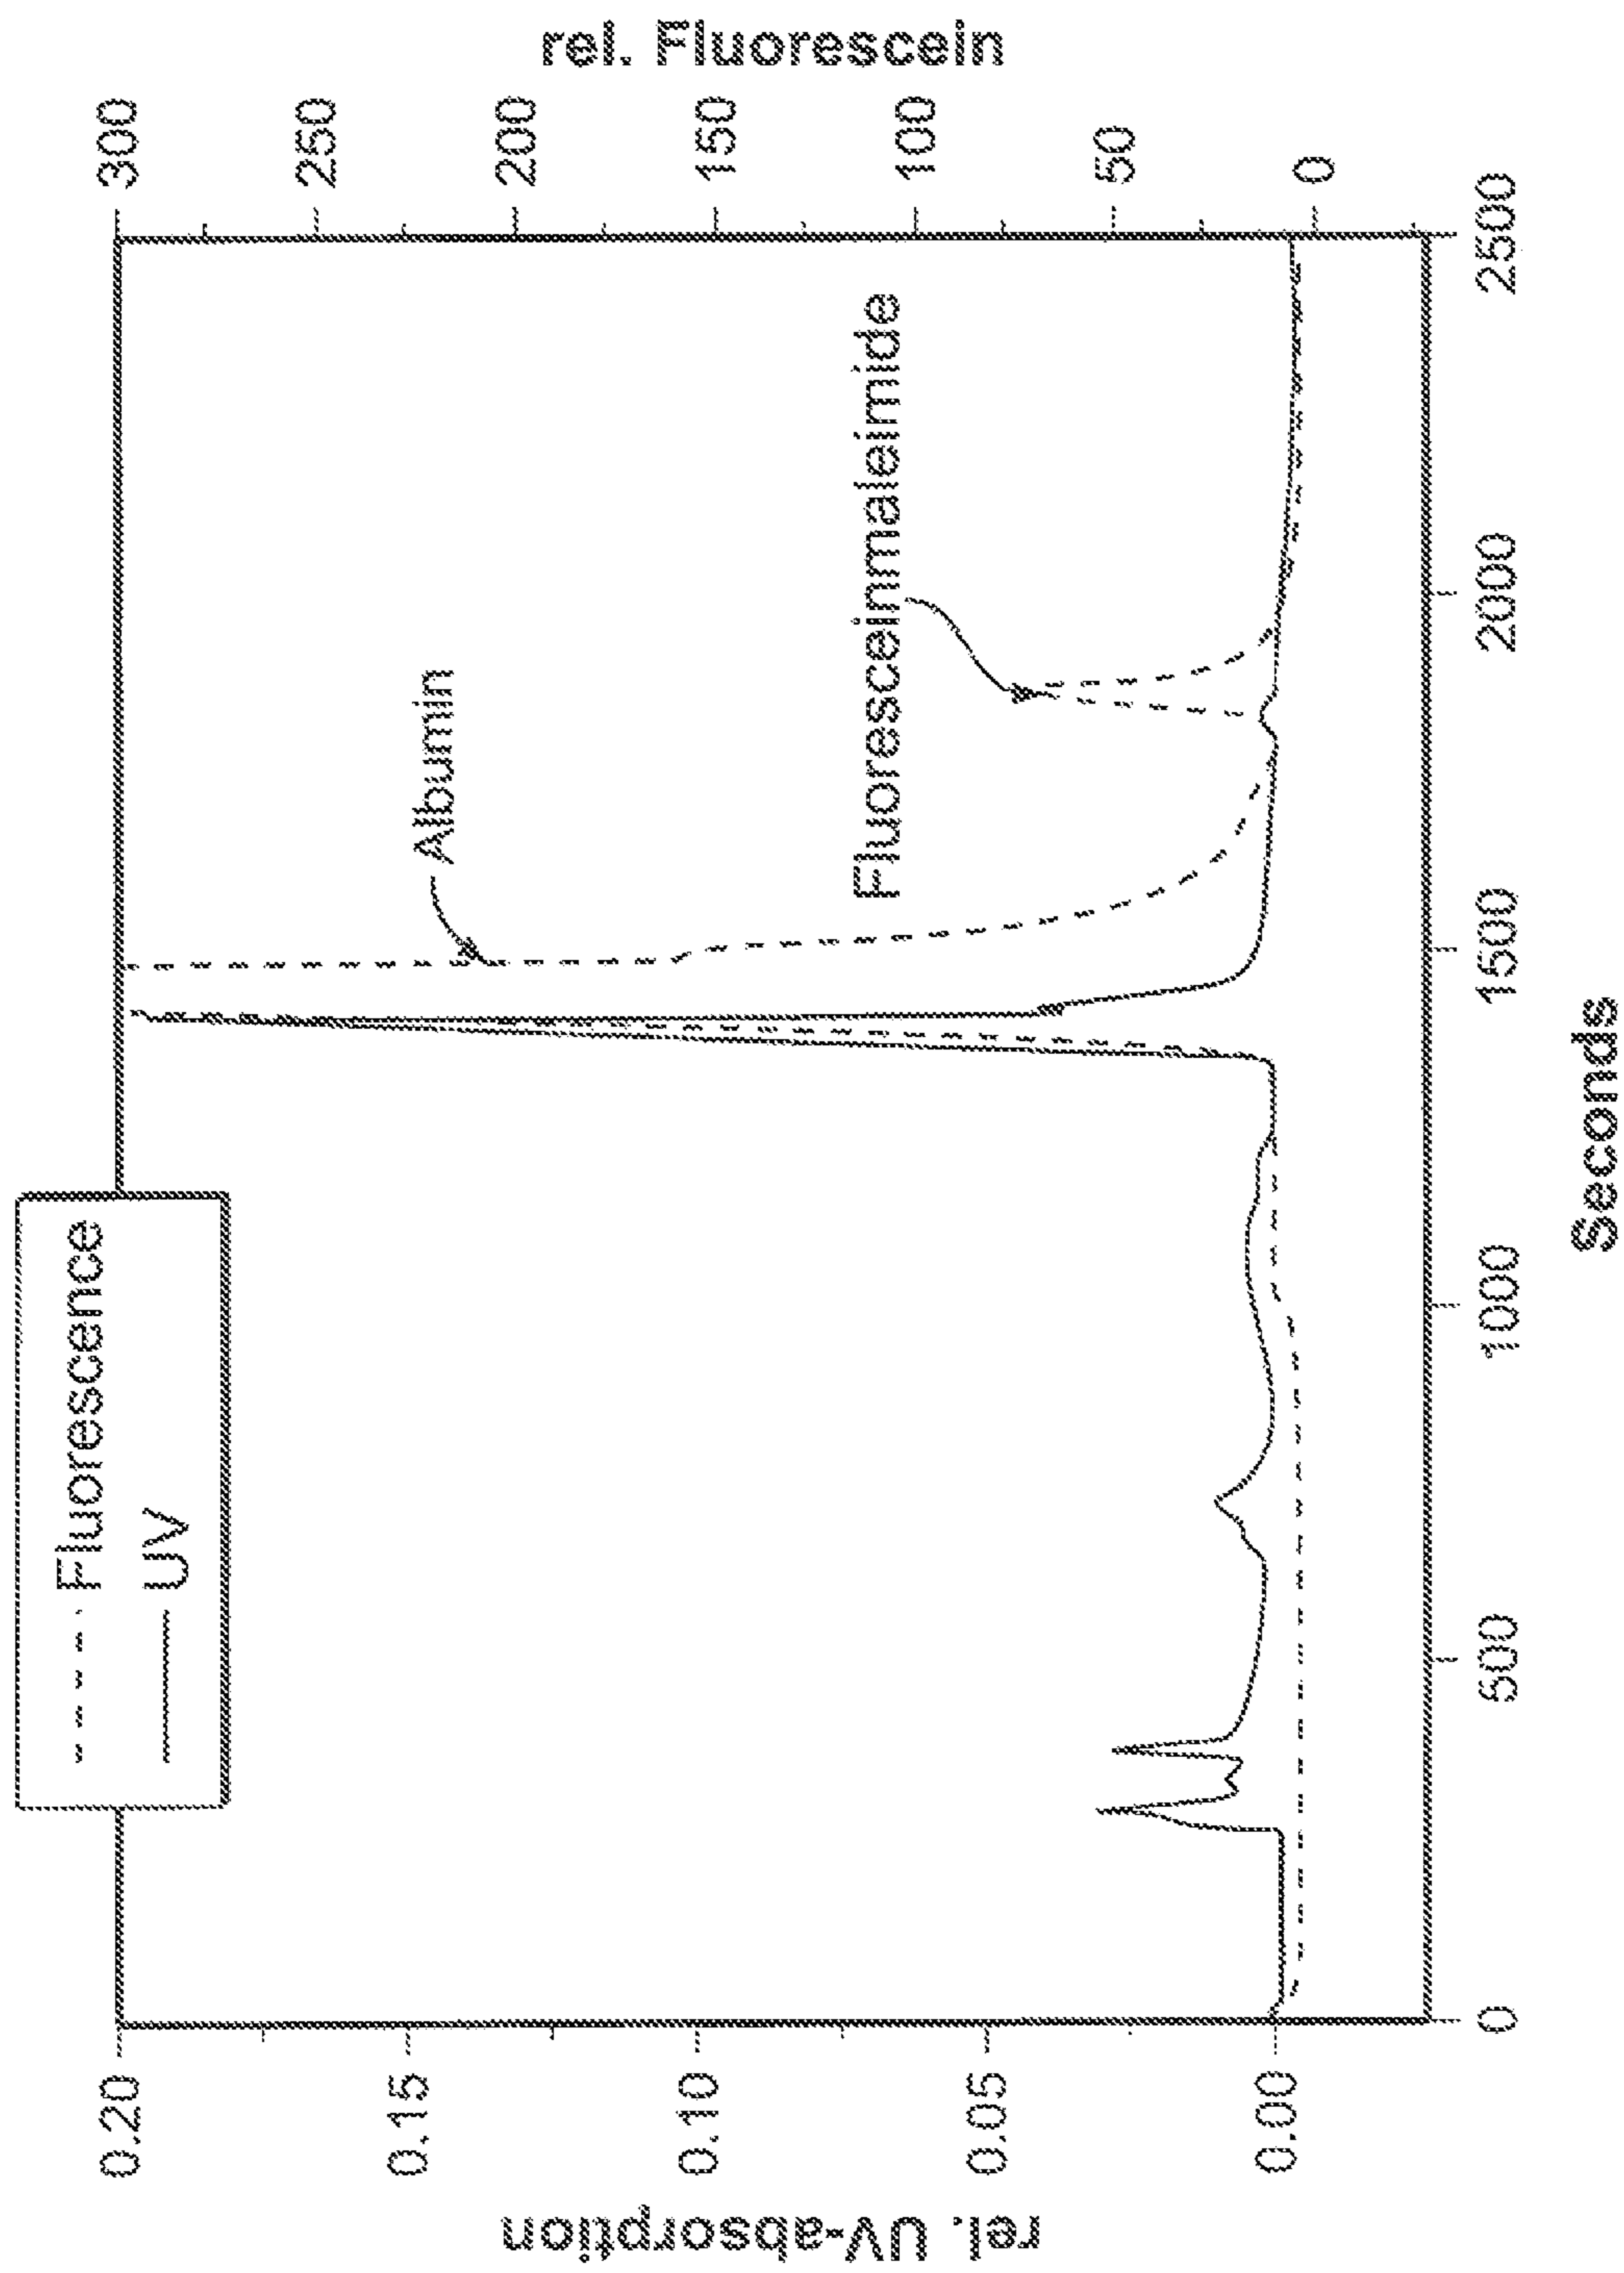 Fluorescence
UV
rel. UV-absorption
0.20
0.15
0.10
0.05
0.00
Albumin
Fluoresceinmaleimide
rel. Fluorescein
300
250
200
150
100
50
0
0
500
1000
1500
2000
2500
Seconds